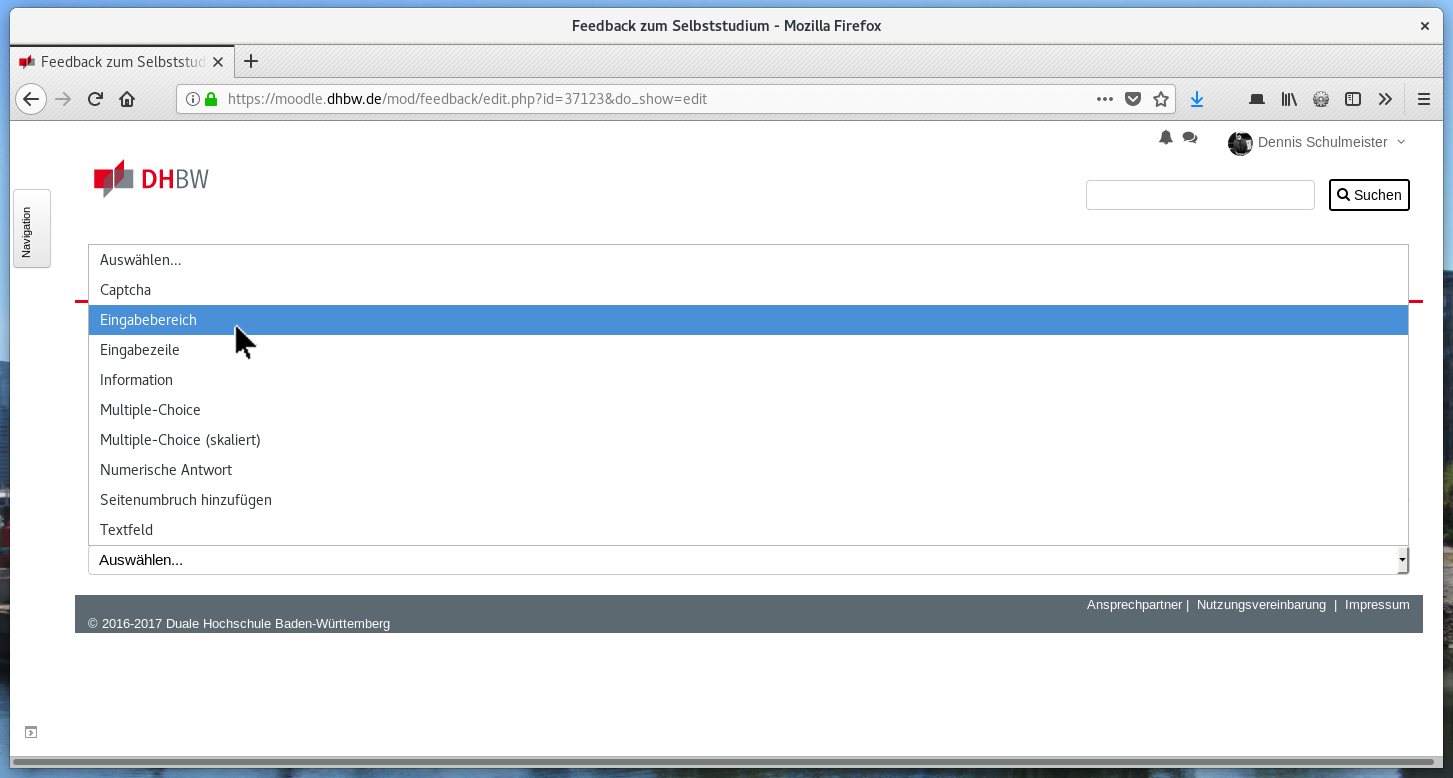 Feedback zum Selbststudium - Mozilla Firefox
Feedback zum Selbststud
https://moodle.dhbw.de/mod/feedback/edit.php?id=37123&do_show=edit
Dennis Schulmeister
DHBW
Suchen
Navigation
Auswählen...
Captcha
Eingabebereich
Eingabezeile
Information
Multiple-Choice
Multiple-Choice (skaliert)
Numerische Antwort
Seitenumbruch hinzufügen
Textfeld
Auswählen...
Ansprechpartner | Nutzungsvereinbarung | Impressum
© 2016-2017 Duale Hochschule Baden-Württemberg